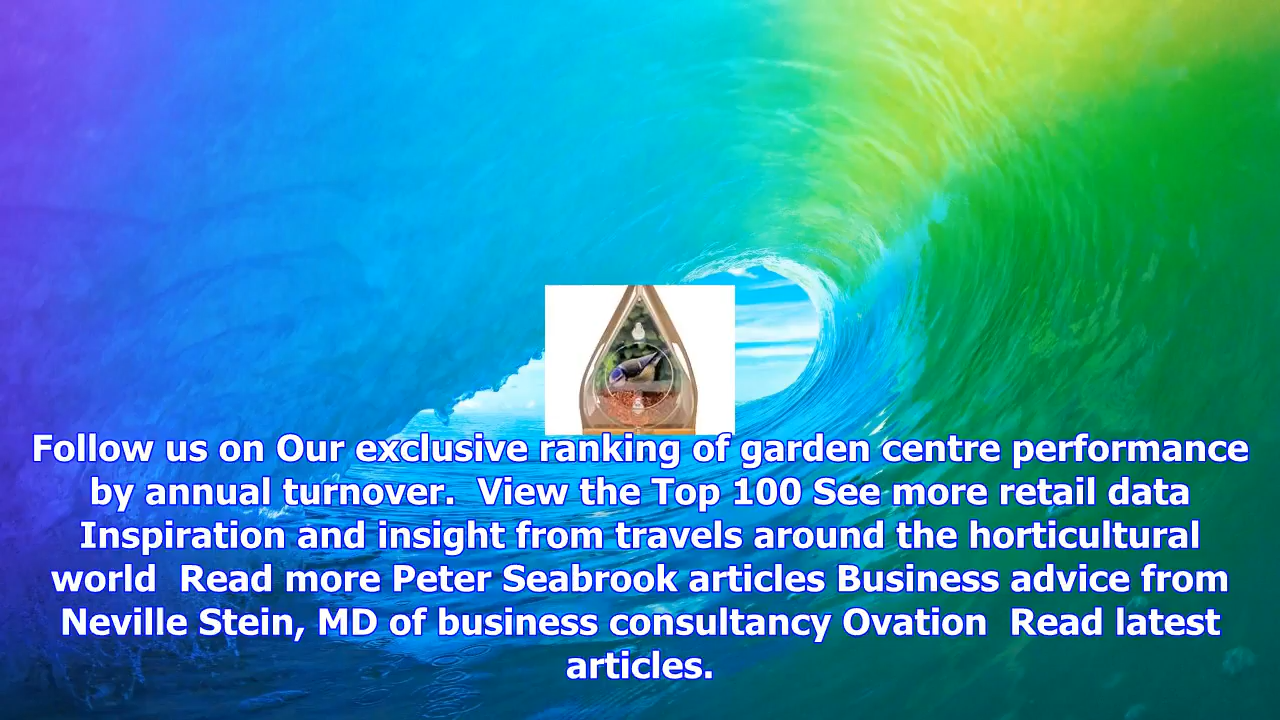 Follow us on Our exclusive ranking of garden centre performance
by annual turnover.  View the Top 100 See more retail data
Inspiration and insight from travels around the horticultural
world  Read more Peter Seabrook articles Business advice from
Neville Stein, MD of business consultancy Ovation  Read latest
articles.